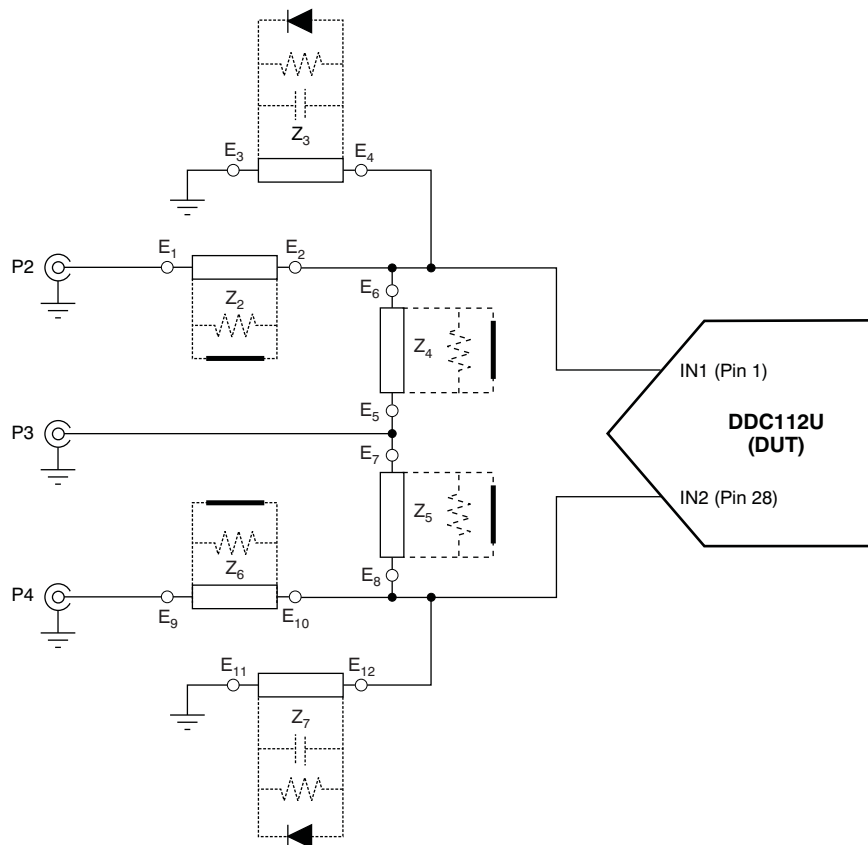 Z3
E3
E4
P2
E1
E2
Z2
E6
Z4
IN1 (Pin 1)
E5
P3
DDC112U
(DUT)
E7
Z5
IN2 (Pin 28)
Z6
E8
P4
E9
E10
E11
E12
Z7